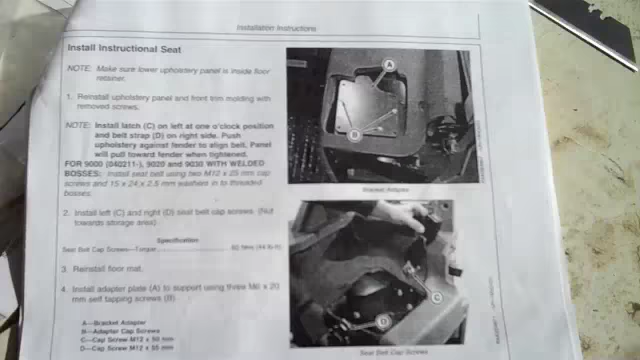 Installation Instructions
Install Instructional Seat
NOTE: Make sure lower upholstery panel is inside floor
retainer.
1. Reinstall upholstery panel and front trim molding with
removed screws.
NOTE: Install latch (C) on left at one o'clock position
and belt strap (D) on right side. Push
upholstery against fender to align belt. Panel
will pull toward fender when tightened.
FOR 9000 (040211-), 9020 and 9030 WITH WELDED
BOSSES: Install seat belt using two M12 x 25 mm cap
screws and 15 x 24 x 2.5 mm washers in to threaded
bosses.
2. Install left (C) and right (D) seat belt cap screws. (Nut
towards storage area)
Specification
Seat Belt Cap Screws—Torque
3. Reinstall floor mat.
4. Install adapter plate (A) to support using three M6 x 20
mm self tapping screws (B).
A—Bracket Adapter
B—Adapter Cap Screws
C—Cap Screw M12 x 50 mm
D—Cap Screw M12 x 55 mm
A
B
Bracket Adapter
C
D
Seat Belt Cap Screws